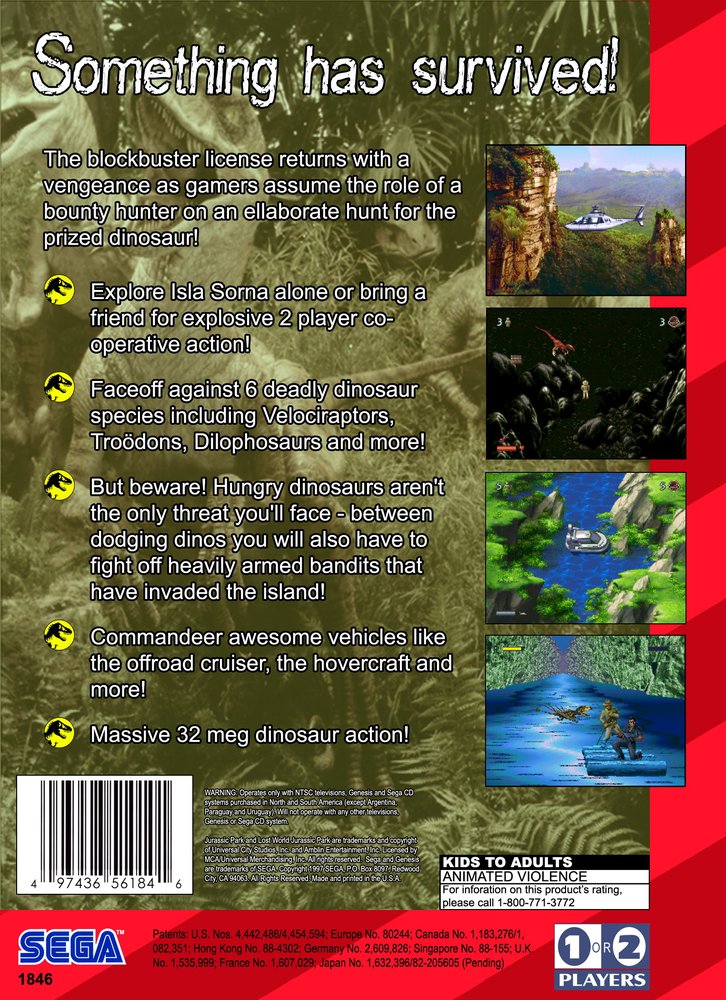 Something has survived!
The blockbuster license returns with a
vengeance as gamers assume the role of a
bounty hunter on an ellaborate hunt for the
prized dinosaur!
Explore Isla Sorna alone or bring a
friend for explosive 2 player co-
operative action!
Faceoff against 6 deadly dinosaur
species including Velociraptors,
Troödons, Dilophosaurs and more!
But beware! Hungry dinosaurs aren't
the only threat you'll face - between
dodging dinos you will also have to
fight off heavily armed bandits that
have invaded the island!
Commandeer awesome vehicles like
the offroad cruiser, the hovercraft and
more!
Massive 32 meg dinosaur action!
3
3
5
5
4 97436 56184 6
WARNING: Operates only with NTSC televisions, Genesis and Sega CD
systems purchased in North and South America (except Argentina,
Paraguay and Uruguay). Will not operate with any other televisions,
Genesis or Sega CD system.
Jurassic Park and Lost World Jurassic Park are trademarks and copyright
of Universal City Studios, Inc. and Amblin Entertainment, Inc. Licensed by
MCA/Universal Merchandising, Inc. All rights reserved. Sega and Genesis
are trademarks of SEGA. Copyright 1997 SEGA, P.O. Box 8097, Redwood
City, CA 94063. All Rights Reserved. Made and printed in the U.S.A.
KIDS TO ADULTS
ANIMATED VIOLENCE
For inforation on this product's rating,
please call 1-800-771-3772
SEGA™
1846
Patents: U.S. Nos. 4,442,486/4,454,594; Europe No. 80244; Canada No. 1,183,276/1,
082,351; Hong Kong No. 88-4302; Germany No. 2,609,826; Singapore No. 88-155; U.K.
No. 1,535,999; France No. 1,607,029; Japan No. 1,632,396/82-205605 (Pending)
1 OR 2
PLAYERS